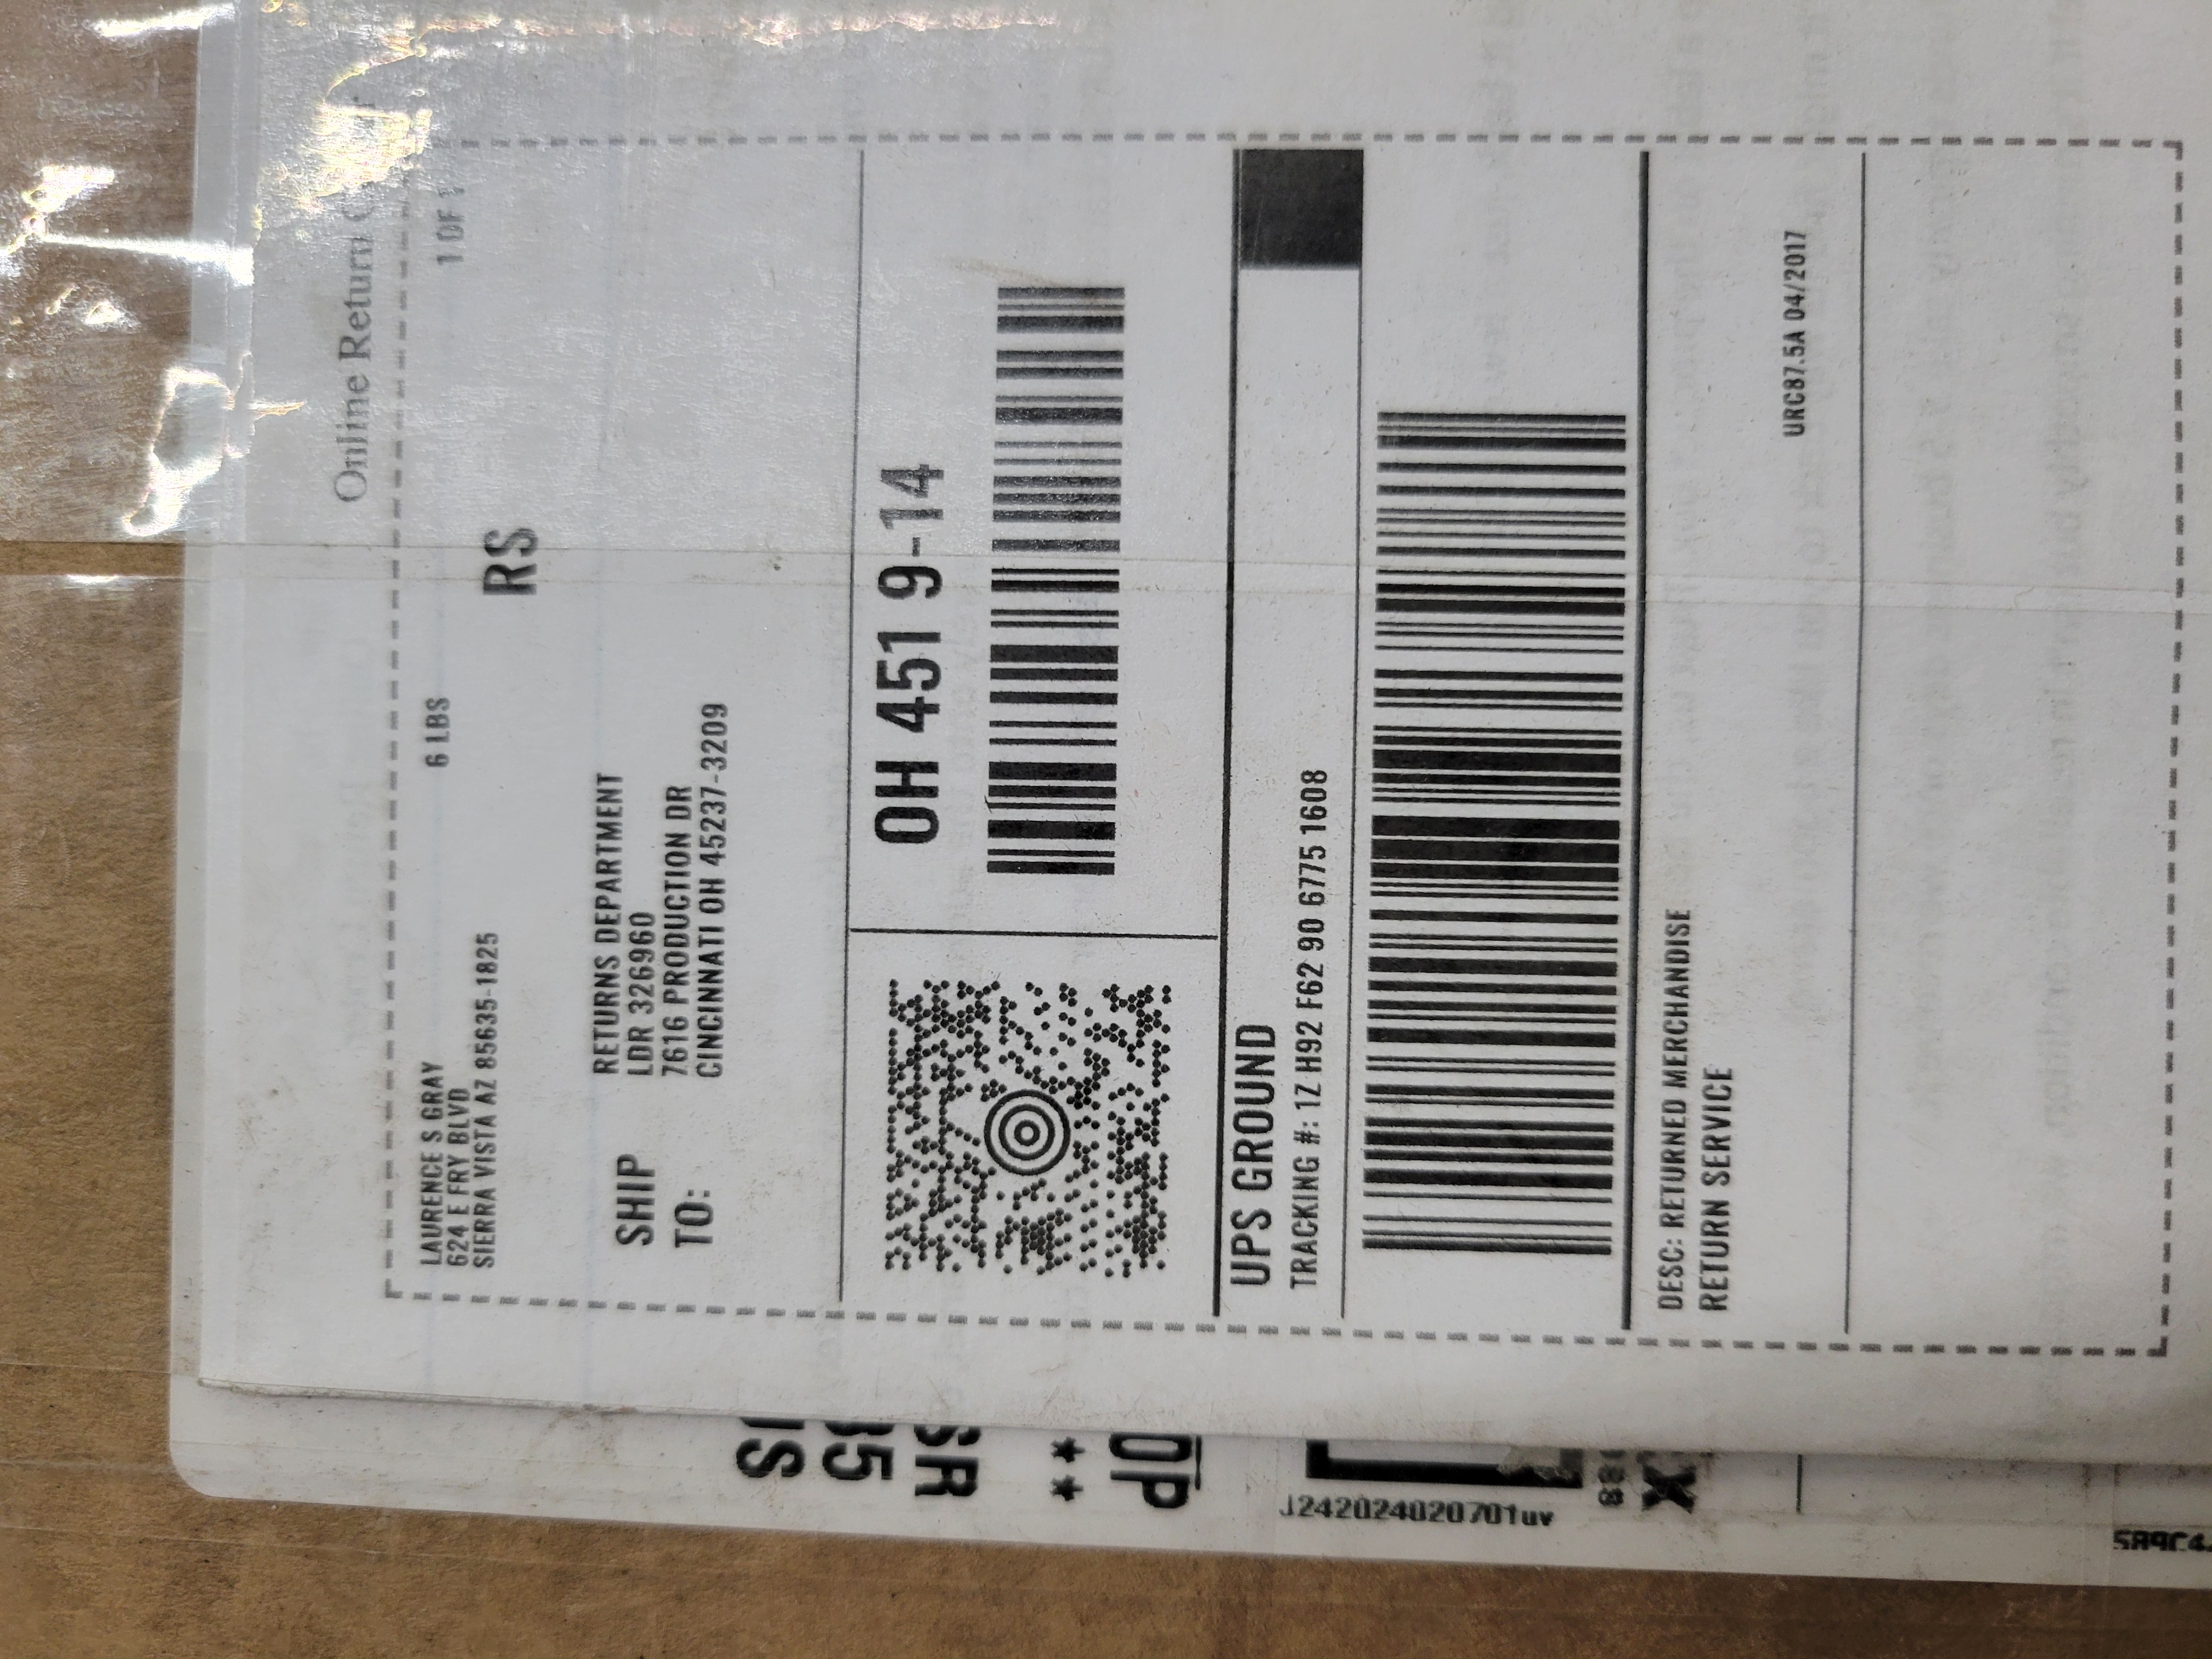 Online Return
1 OF 1
LAURENCE S GRAY
624 E FRY BLVD
SIERRA VISTA AZ 85635-1825
6 LBS
RS
SHIP
TO:
RETURNS DEPARTMENT
LDR 326960
7616 PRODUCTION DR
CINCINNATI OH 45237-3209
OH 451 9-14
UPS GROUND
TRACKING #: 1Z H92 F62 90 6775 1608
DESC: RETURNED MERCHANDISE
RETURN SERVICE
URC87.5A 04/2017
J242024020701uv